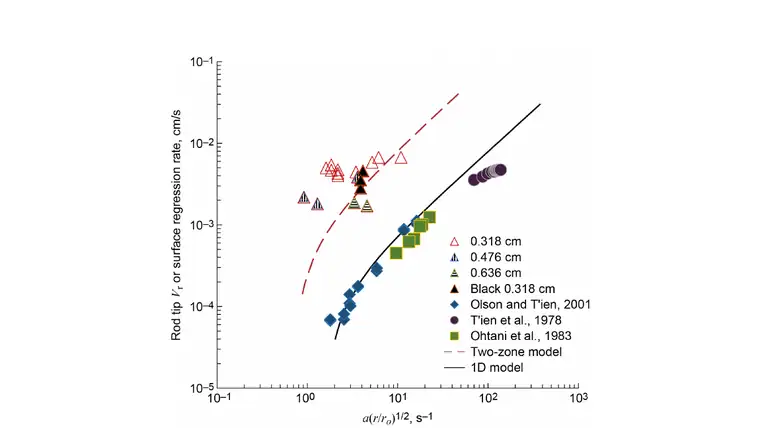 10–1
10–2
10–3
10–4
10–5
Rod tip Vr or surface regression rate, cm/s
0.318 cm
0.476 cm
0.636 cm
Black 0.318 cm
Olson and T'ien, 2001
T'ien et al., 1978
Ohtani et al., 1983
Two-zone model
1D model
10–1 100 101 102 103
a(r/ro)1/2, s–1